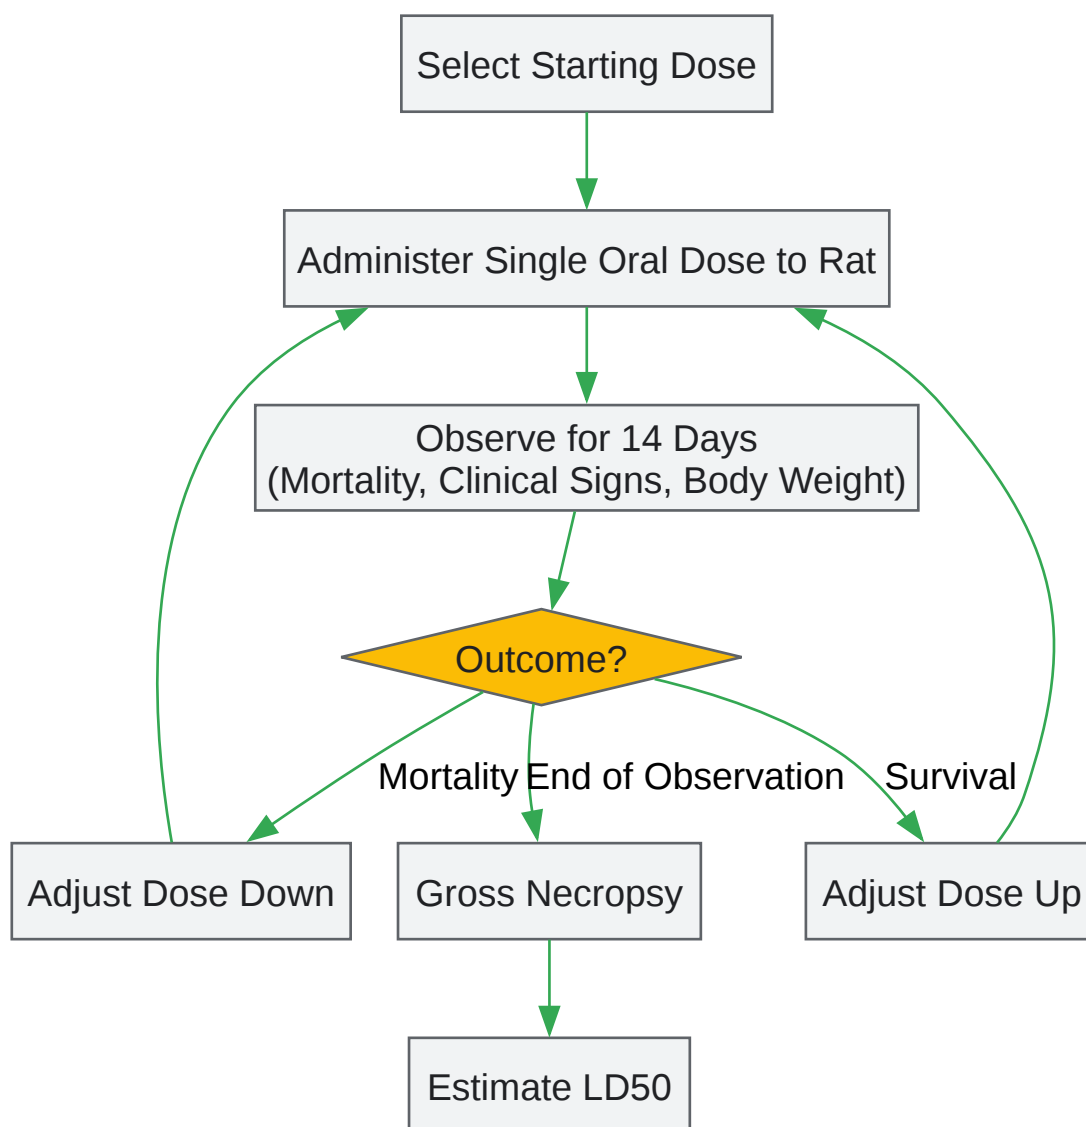 Select Starting Dose
Administer Single Oral Dose to Rat
Observe for 14 Days
(Mortality, Clinical Signs, Body Weight)
Outcome?
Mortality
End of Observation
Survival
Adjust Dose Down
Gross Necropsy
Adjust Dose Up
Estimate LD50